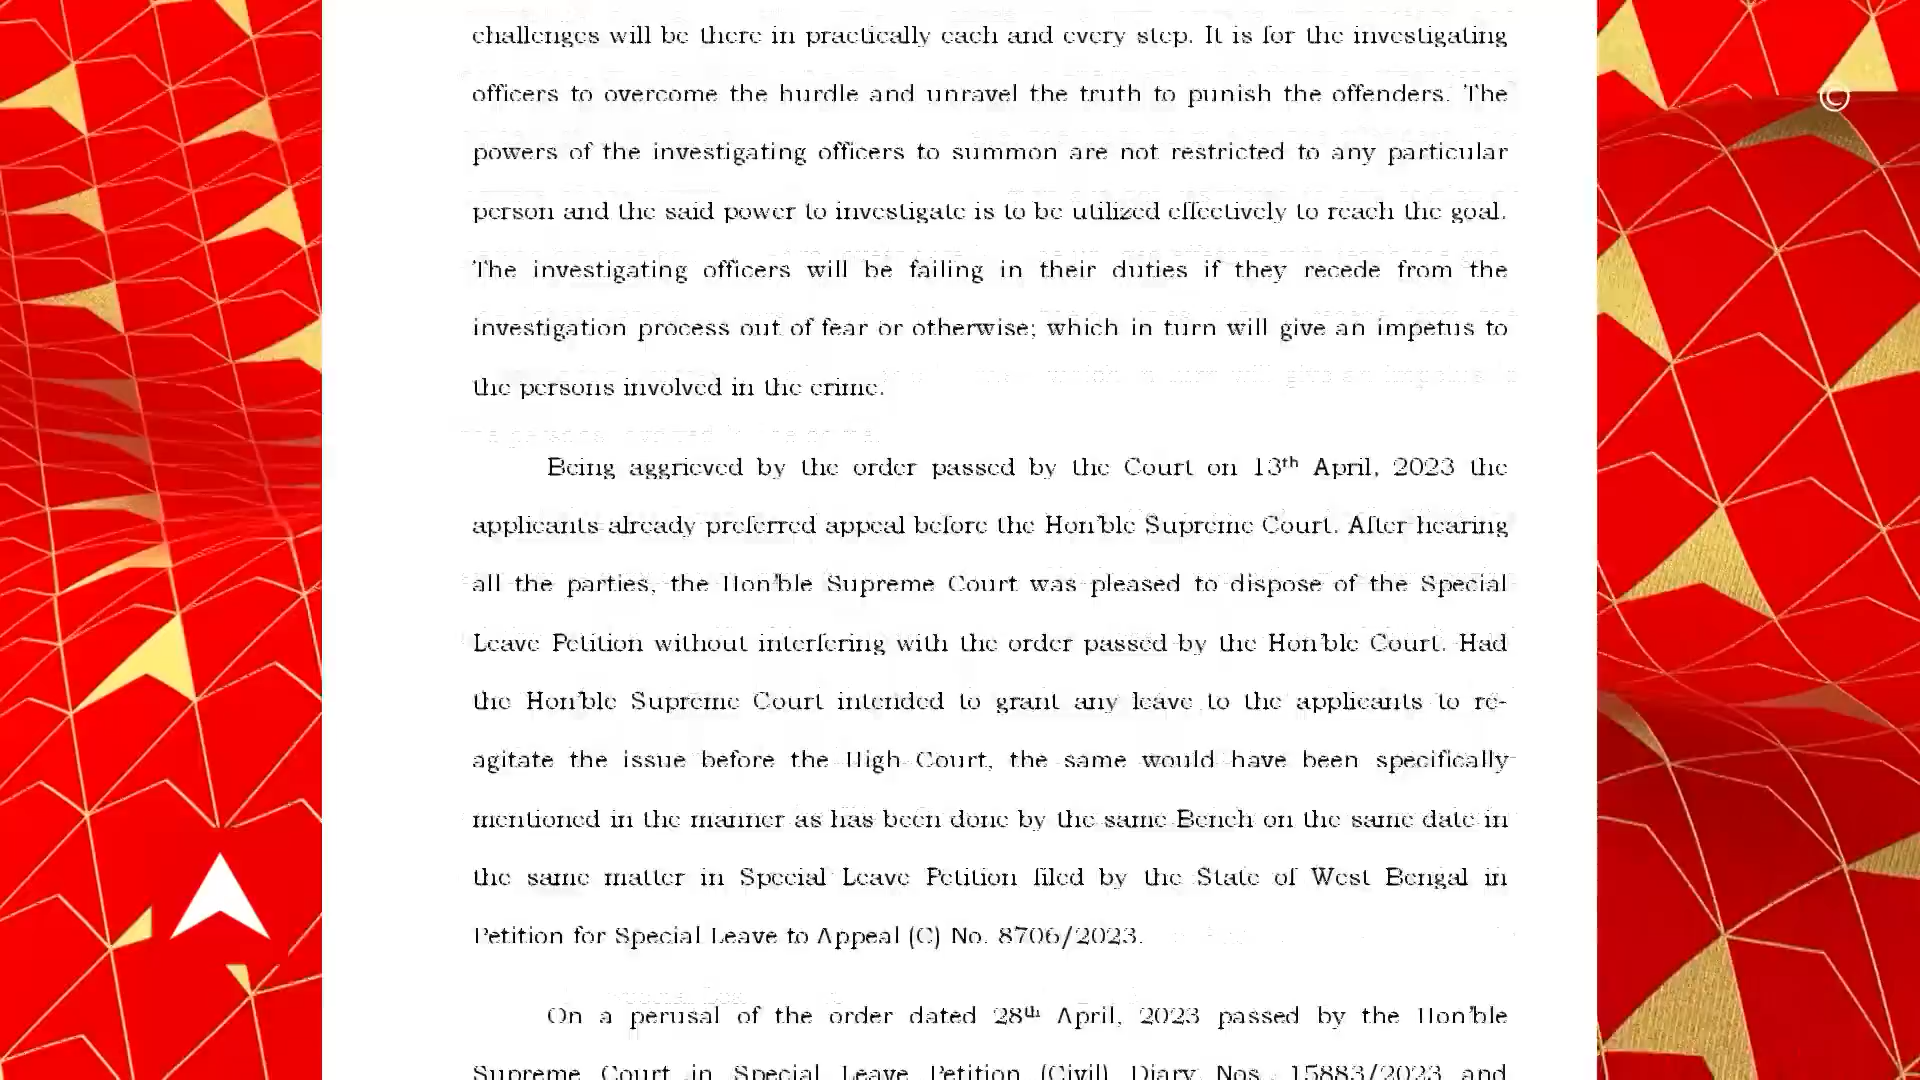 ©
challenges will be there in practically each and every step. It is for the investigating
officers to overcome the hurdle and unravel the truth to punish the offenders. The
powers of the investigating officers to summon are not restricted to any particular
person and the said power to investigate is to be utilized effectively to reach the goal.
The investigating officers will be failing in their duties if they recede from the
investigation process out of fear or otherwise; which in turn will give an impetus to
the persons involved in the crime.
Being aggrieved by the order passed by the Court on 13th April, 2023 the
applicants already preferred appeal before the Hon'ble Supreme Court. After hearing
all the parties, the Hon'ble Supreme Court was pleased to dispose of the Special
Leave Petition without interfering with the order passed by the Hon'ble Court. Had
the Hon'ble Supreme Court intended to grant any leave to the applicants to re-
agitate the issue before the High Court, the same would have been specifically
mentioned in the manner as has been done by the same Bench on the same date in
the same matter in Special Leave Petition filed by the State of West Bengal in
Petition for Special Leave to Appeal (C) No. 8706/2023.
On a perusal of the order dated 28th April, 2023 passed by the Hon'ble
Supreme Court in Special Leave Petition (Civil) Diary Nos. 15883/2023 and